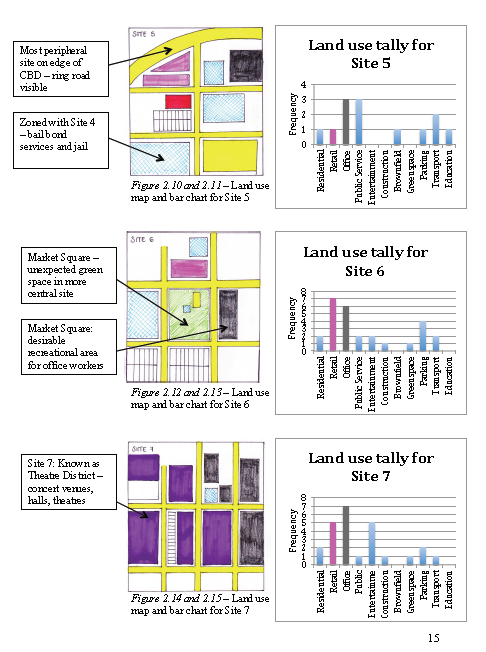 Most peripheral
site on edge of
CBD – ring road
visible
Zoned with Site 4
– bail bond
services and jail
SITE 5
Figure 2.10 and 2.11 – Land use
map and bar chart for Site 5
Land use tally for
Site 5
Frequency
4
3
2
1
0
Residential
Retail
Office
Public Service
Entertainment
Construction
Brownfield
Greenspace
Parking
Transport
Education
Market Square –
unexpected green
space in more
central site
Market Square:
desirable
recreational area
for office workers
SITE 6
Figure 2.12 and 2.13 – Land use
map and bar chart for Site 6
Land use tally for
Site 6
Frequency
8
7
6
5
4
3
2
1
0
Residential
Retail
Office
Public Service
Entertainment
Construction
Brownfield
Greenspace
Parking
Transport
Education
Site 7: Known as
Theatre District –
concert venues,
halls, theatres
SITE 7
Figure 2.14 and 2.15 – Land use
map and bar chart for Site 7
Land use tally for
Site 7
Frequency
8
7
6
5
4
3
2
1
0
Residential
Retail
Office
Public
Entertainme
Construction
Brownfield
Greenspace
Parking
Transport
Education
15